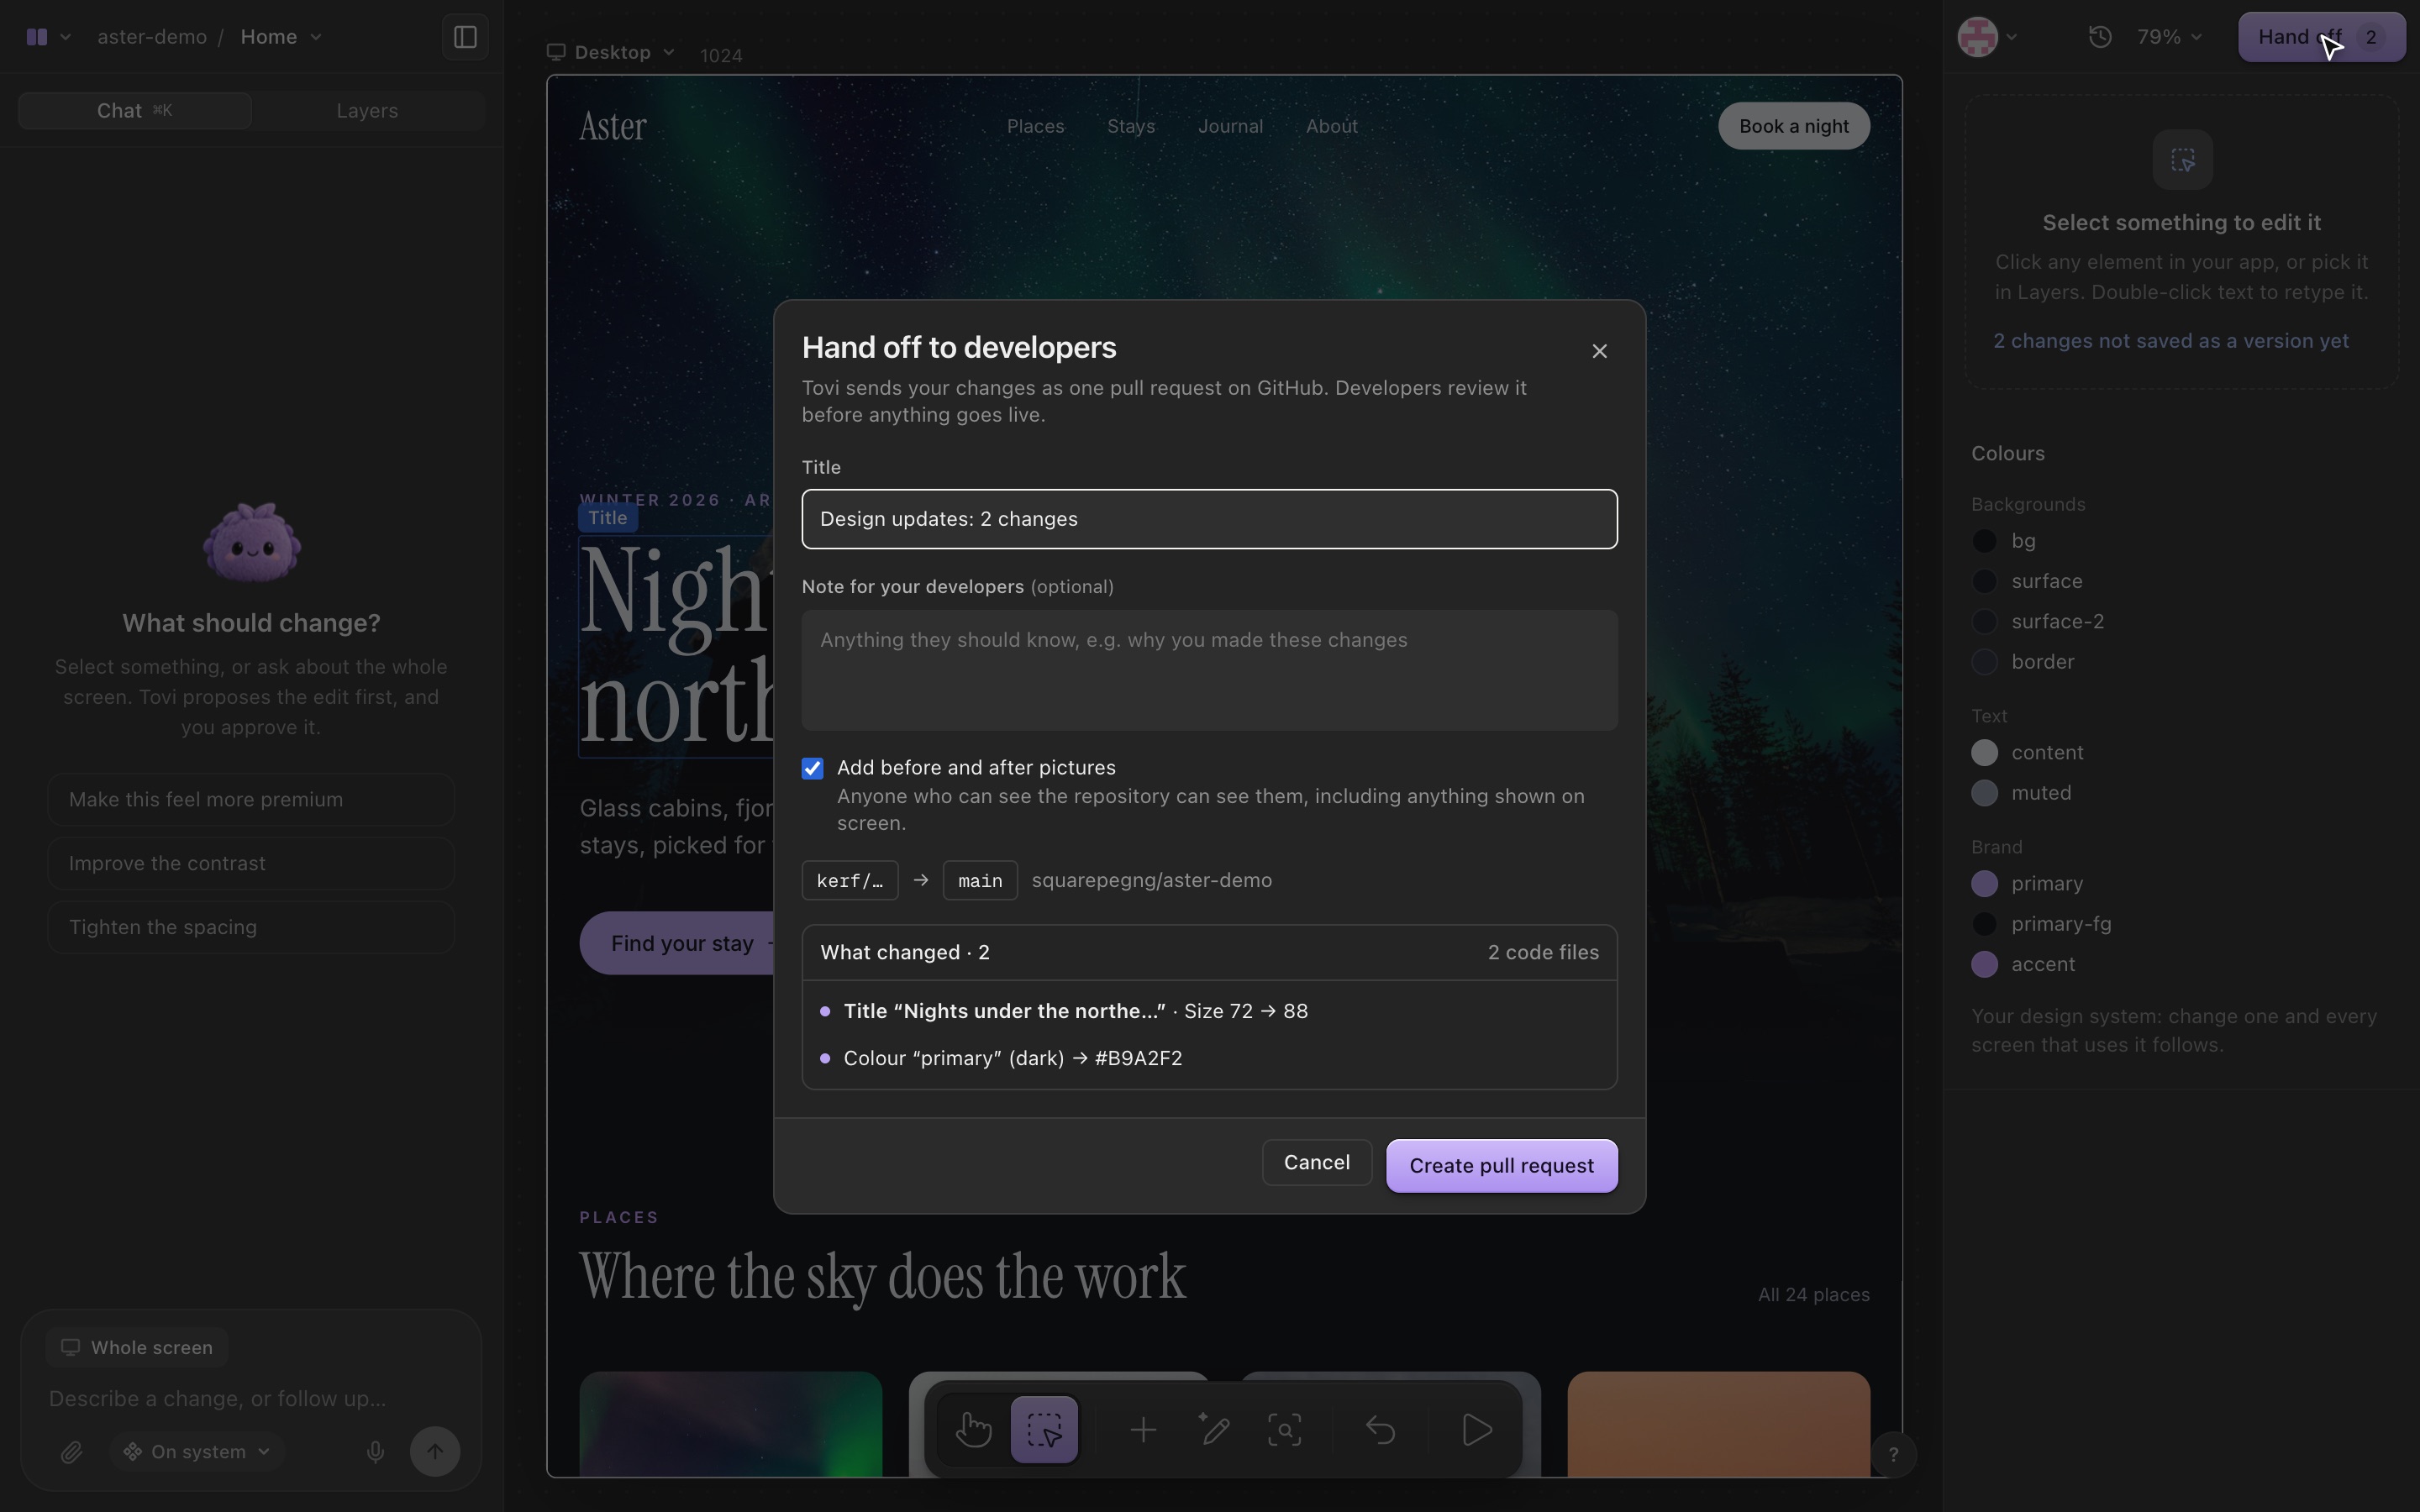 aster-demo / Home
Chat ⌘K
Layers
What should change?
Select something, or ask about the whole
screen. Tovi proposes the edit first, and
you approve it.
Make this feel more premium
Improve the contrast
Tighten the spacing
Whole screen
Describe a change, or follow up...
On system
Desktop
1024
Aster
Places
Stays
Journal
About
Book a night
WINTER 2026 · AR
Title
Nigh
north
Glass cabins, fjor
stays, picked for
Find your stay
PLACES
Where the sky does the work
All 24 places
Hand off to developers
Tovi sends your changes as one pull request on GitHub. Developers review it
before anything goes live.
Title
Design updates: 2 changes
Note for your developers (optional)
Anything they should know, e.g. why you made these changes
Add before and after pictures
Anyone who can see the repository can see them, including anything shown on
screen.
kerf/… → main squarepegng/aster-demo
What changed · 2
2 code files
Title “Nights under the northe…” · Size 72 → 88
Colour “primary” (dark) → #B9A2F2
Cancel
Create pull request
?
79%
Hand off 2
Select something to edit it
Click any element in your app, or pick it
in Layers. Double-click text to retype it.
2 changes not saved as a version yet
Colours
Backgrounds
bg
surface
surface-2
border
Text
content
muted
Brand
primary
primary-fg
accent
Your design system: change one and every
screen that uses it follows.